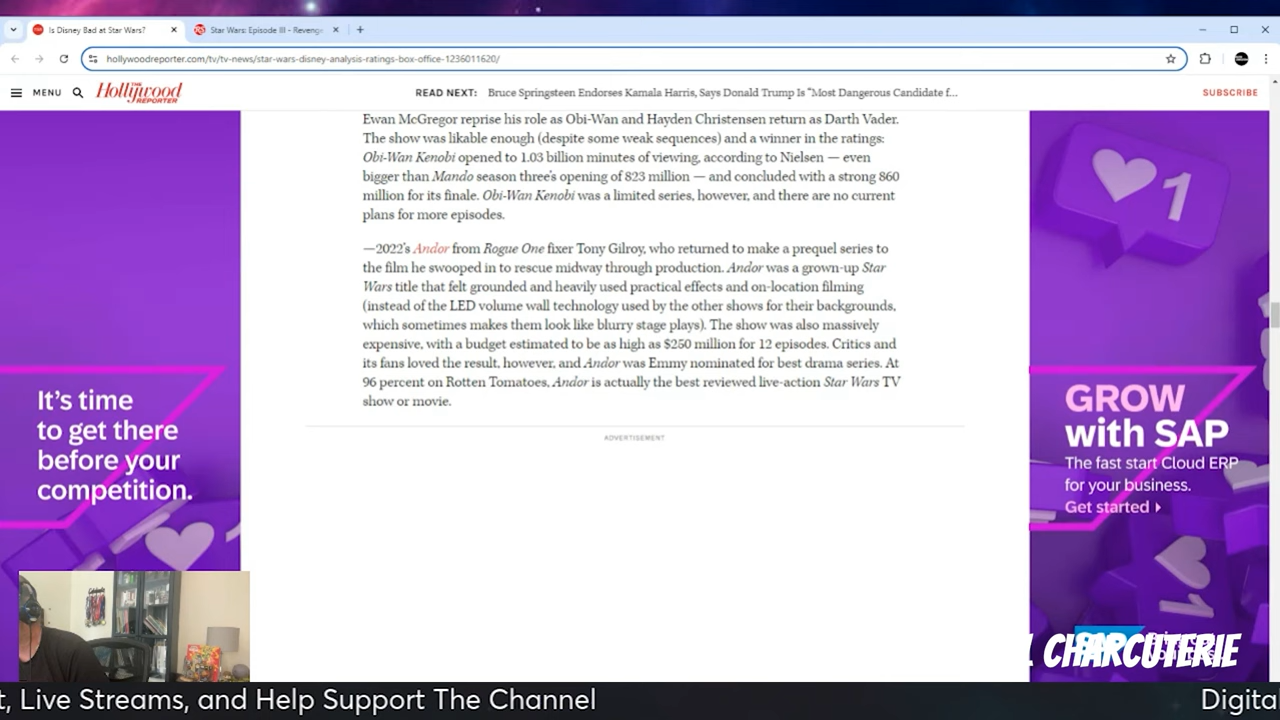 Is Disney Bad at Star Wars?
Star Wars: Episode III - Reveng
hollywoodreporter.com/tv/tv-news/star-wars-disney-analysis-ratings-box-office-1236011620/
MENU
THE Hollywood REPORTER
READ NEXT: Bruce Springsteen Endorses Kamala Harris, Says Donald Trump Is “Most Dangerous Candidate f...
SUBSCRIBE
Ewan McGregor reprise his role as Obi-Wan and Hayden Christensen return as Darth Vader.
The show was likable enough (despite some weak sequences) and a winner in the ratings:
Obi-Wan Kenobi opened to 1.03 billion minutes of viewing, according to Nielsen — even
bigger than Mando season three’s opening of 823 million — and concluded with a strong 860
million for its finale. Obi-Wan Kenobi was a limited series, however, and there are no current
plans for more episodes.
—2022’s Andor from Rogue One fixer Tony Gilroy, who returned to make a prequel series to
the film he swooped in to rescue midway through production. Andor was a grown-up Star
Wars title that felt grounded and heavily used practical effects and on-location filming
(instead of the LED volume wall technology used by the other shows for their backgrounds,
which sometimes makes them look like blurry stage plays). The show was also massively
expensive, with a budget estimated to be as high as $250 million for 12 episodes. Critics and
its fans loved the result, however, and Andor was Emmy nominated for best drama series. At
96 percent on Rotten Tomatoes, Andor is actually the best reviewed live-action Star Wars TV
show or movie.
ADVERTISEMENT
It’s time
to get there
before your
competition.
1
GROW
with SAP
The fast start Cloud ERP
for your business.
Get started
CHARCUTERIE
t, Live Streams, and Help Support The Channel
Digita